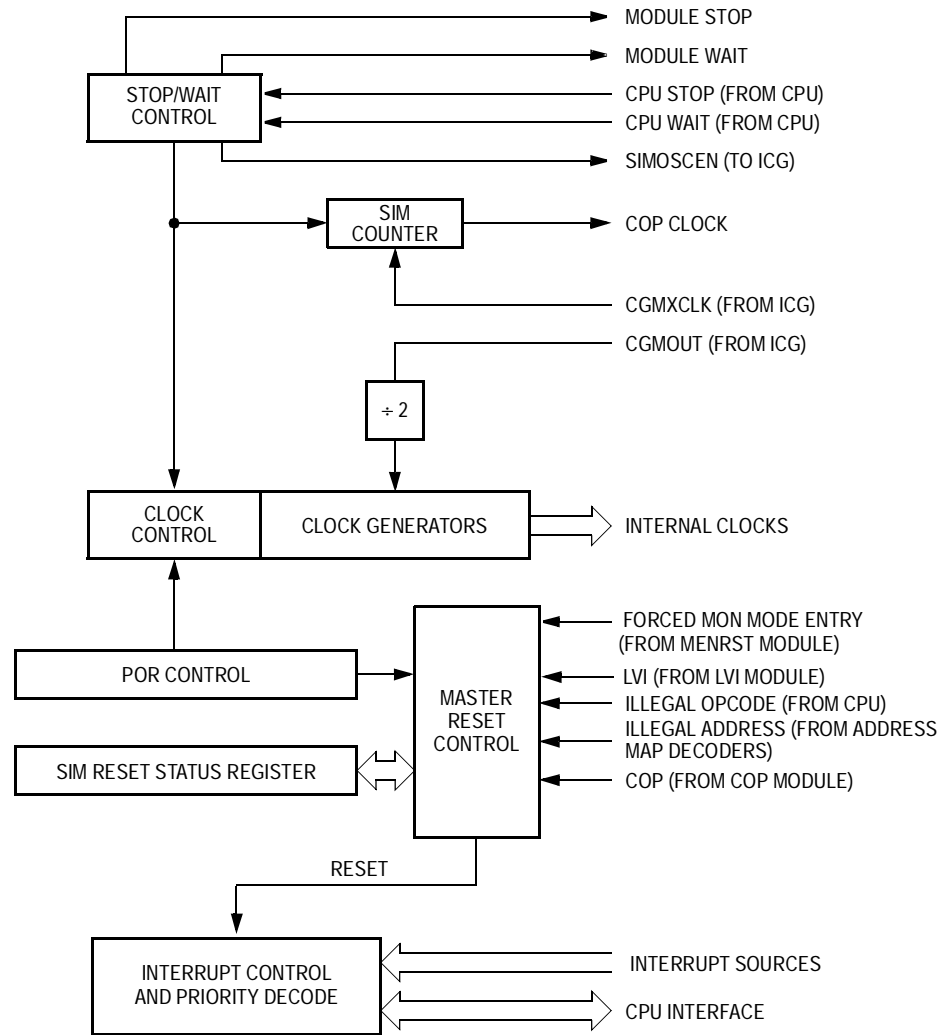 MODULE STOP
MODULE WAIT
STOP/WAIT
CONTROL
CPU STOP (FROM CPU)
CPU WAIT (FROM CPU)
SIMOSCEN (TO ICG)
SIM
COUNTER
COP CLOCK
CGMXCLK (FROM ICG)
CGMOUT (FROM ICG)
÷ 2
CLOCK
CONTROL
CLOCK GENERATORS
INTERNAL CLOCKS
FORCED MON MODE ENTRY
(FROM MENRST MODULE)
POR CONTROL
LVI (FROM LVI MODULE)
MASTER
RESET
CONTROL
ILLEGAL OPCODE (FROM CPU)
ILLEGAL ADDRESS (FROM ADDRESS
MAP DECODERS)
SIM RESET STATUS REGISTER
COP (FROM COP MODULE)
RESET
INTERRUPT CONTROL
AND PRIORITY DECODE
INTERRUPT SOURCES
CPU INTERFACE